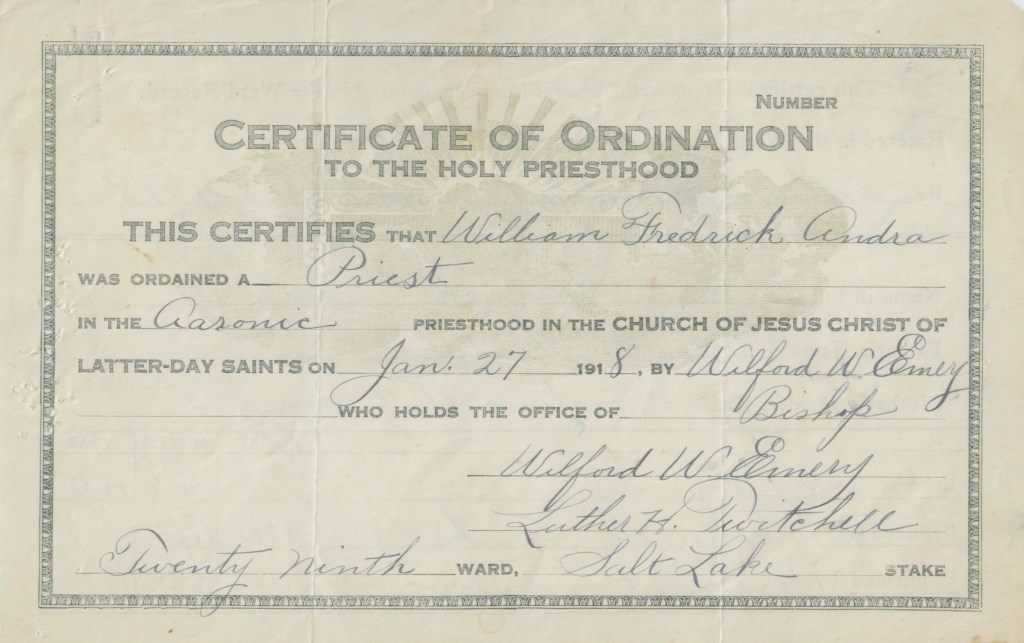 NUMBER
CERTIFICATE OF ORDINATION
TO THE HOLY PRIESTHOOD
THIS CERTIFIES THAT William Fredrick Andra
WAS ORDAINED A Priest
IN THE Aaronic PRIESTHOOD IN THE CHURCH OF JESUS CHRIST OF
LATTER-DAY SAINTS ON Jan. 27 1918, BY Wilford W. Emery
WHO HOLDS THE OFFICE OF Bishop
Wilford W. Emery
Luther H. Twitchell
Twenty Ninth WARD, Salt Lake STAKE